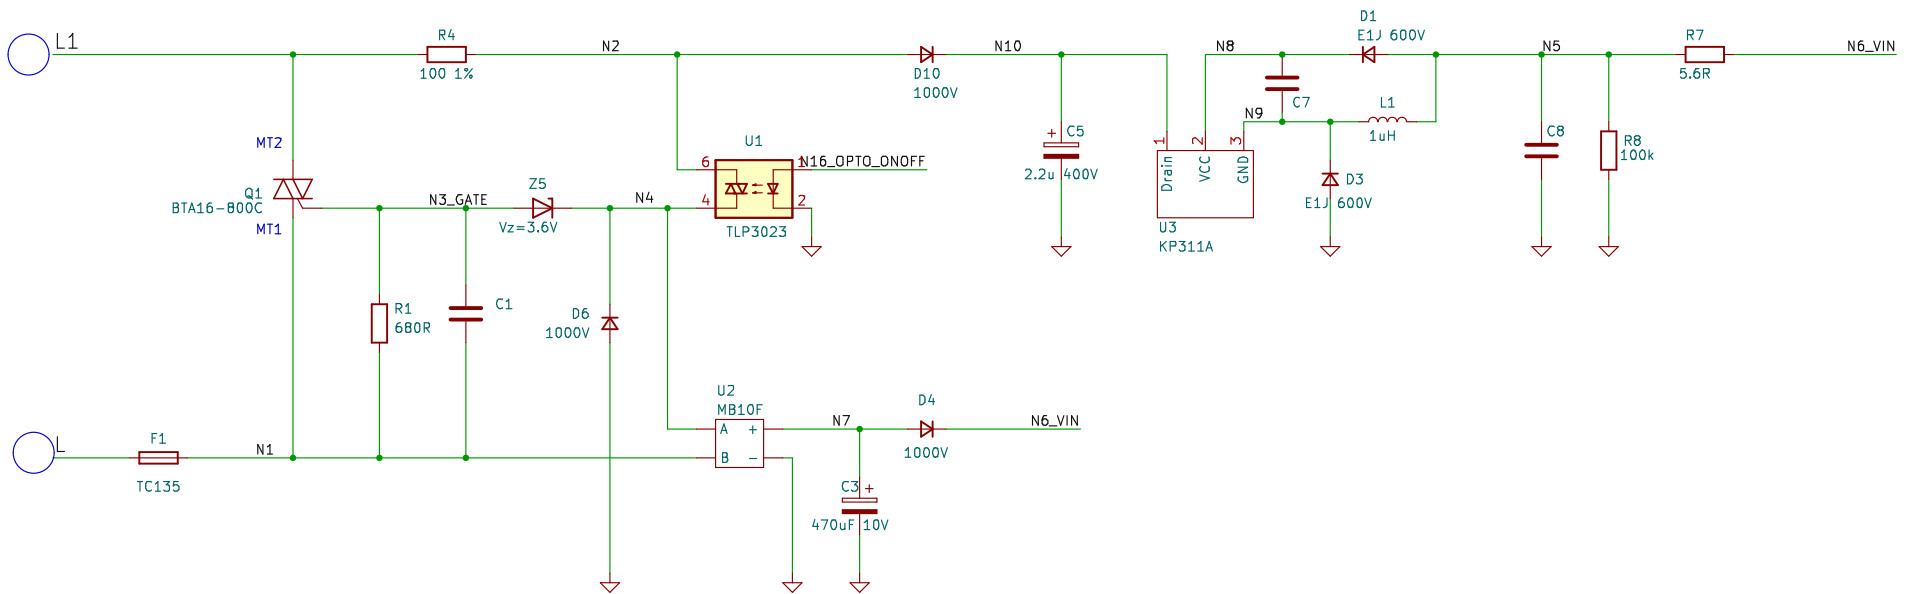 L1
R4
100 1%
N2
D10
1000V
N10
N8
D1
E1J 600V
N5
R7
5.6R
N6_VIN
C7
N9
L1
1uH
C5
+
2.2u 400V
1
2
3
Drain
VCC
GND
U3
KP311A
D3
E1J 600V
C8
R8
100k
MT2
Q1
BTA16-800C
MT1
N3_GATE
Z5
Vz=3.6V
N4
U1
6
4
1
2
N16_OPTO_ONOFF
TLP3023
R1
680R
C1
D6
1000V
U2
MB10F
A
B
+
-
N7
D4
1000V
N6_VIN
C3
+
470uF 10V
L
F1
TC135
N1